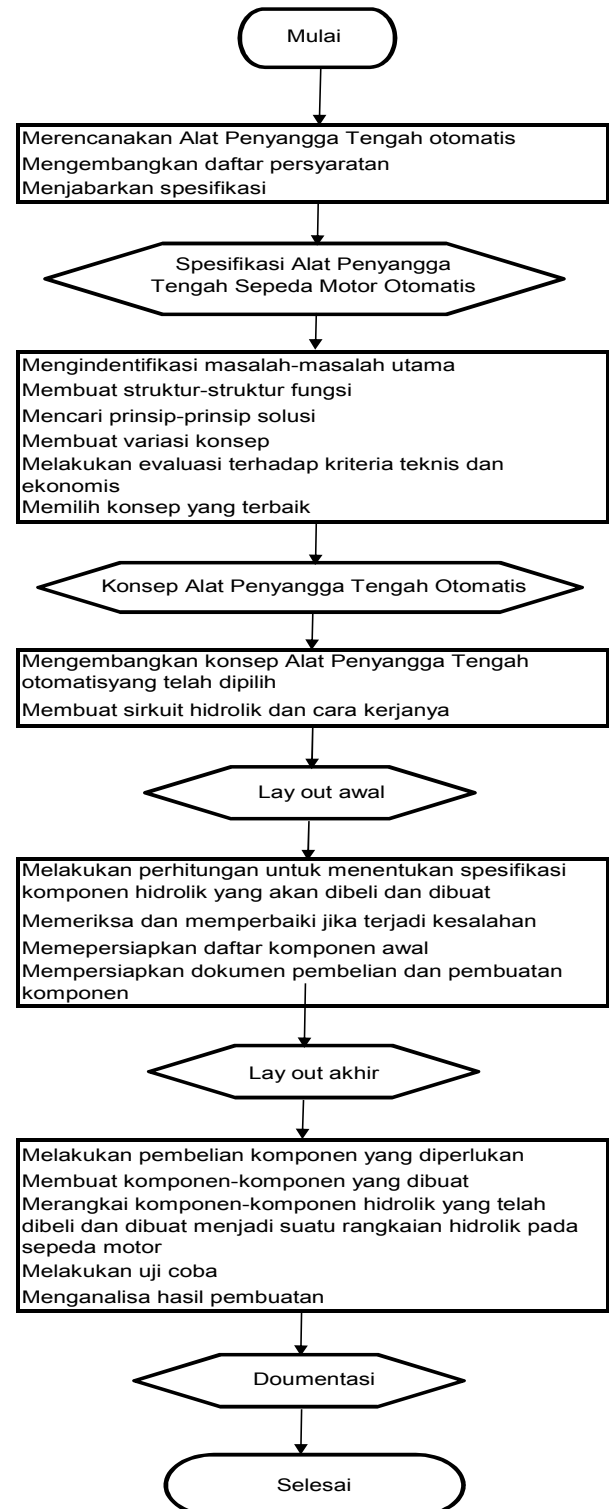 Mulai
Merencanakan Alat Penyangga Tengah otomatis
Mengembangkan daftar persyaratan
Menjabarkan spesifikasi
Spesifikasi Alat Penyangga
Tengah Sepeda Motor Otomatis
Mengindentifikasi masalah-masalah utama
Membuat struktur-struktur fungsi
Mencari prinsip-prinsip solusi
Membuat variasi konsep
Melakukan evaluasi terhadap kriteria teknis dan
ekonomis
Memilih konsep yang terbaik
Konsep Alat Penyangga Tengah Otomatis
Mengembangkan konsep Alat Penyangga Tengah
otomatisyang telah dipilih
Membuat sirkuit hidrolik dan cara kerjanya
Lay out awal
Melakukan perhitungan untuk menentukan spesifikasi
komponen hidrolik yang akan dibeli dan dibuat
Memeriksa dan memperbaiki jika terjadi kesalahan
Memepersiapkan daftar komponen awal
Mempersiapkan dokumen pembelian dan pembuatan
komponen
Lay out akhir
Melakukan pembelian komponen yang diperlukan
Membuat komponen-komponen yang dibuat
Merangkai komponen-komponen hidrolik yang telah
dibeli dan dibuat menjadi suatu rangkaian hidrolik pada
sepeda motor
Melakukan uji coba
Menganalisa hasil pembuatan
Doumentasi
Selesai